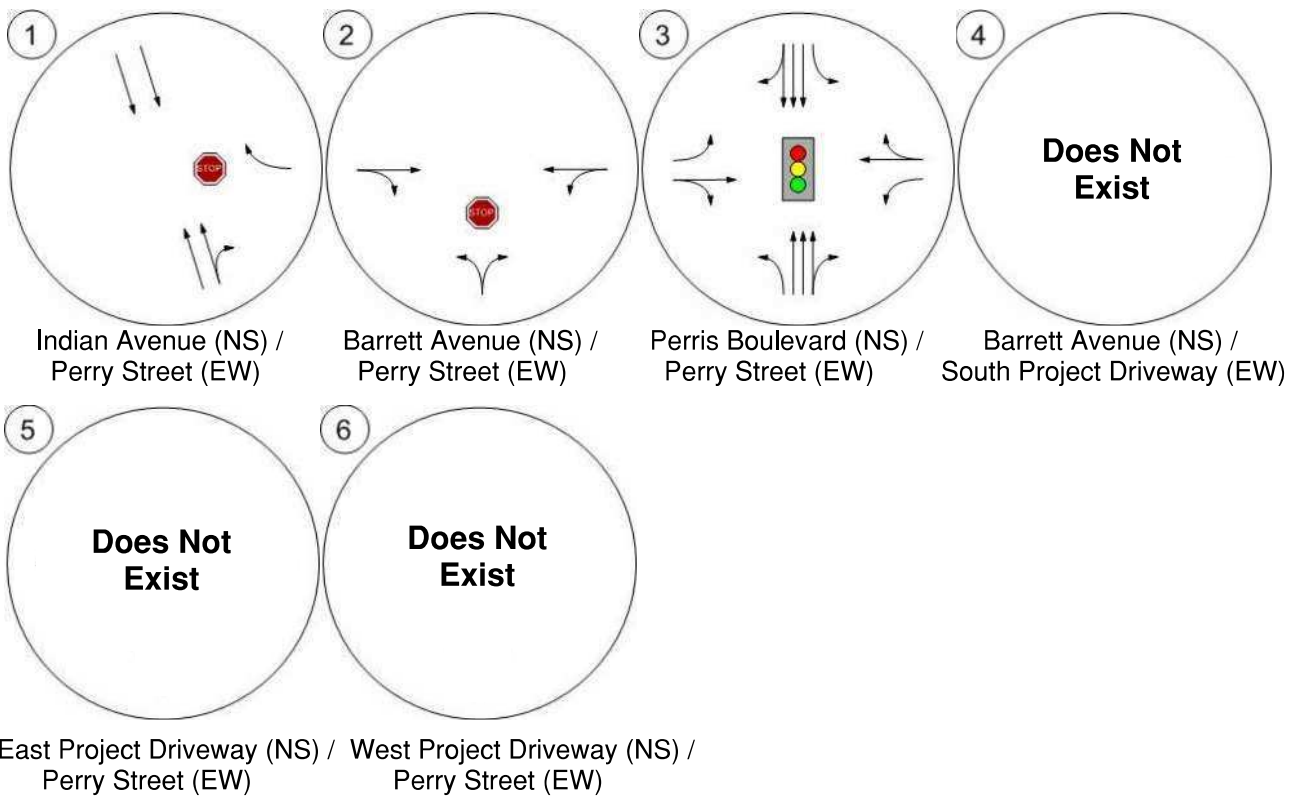 1
2
3
4
STOP
STOP
Does Not
Exist
Indian Avenue (NS) /
Perry Street (EW)
Barrett Avenue (NS) /
Perry Street (EW)
Perris Boulevard (NS) /
Perry Street (EW)
Barrett Avenue (NS) /
South Project Driveway (EW)
5
6
Does Not
Exist
Does Not
Exist
East Project Driveway (NS) /
Perry Street (EW)
West Project Driveway (NS) /
Perry Street (EW)